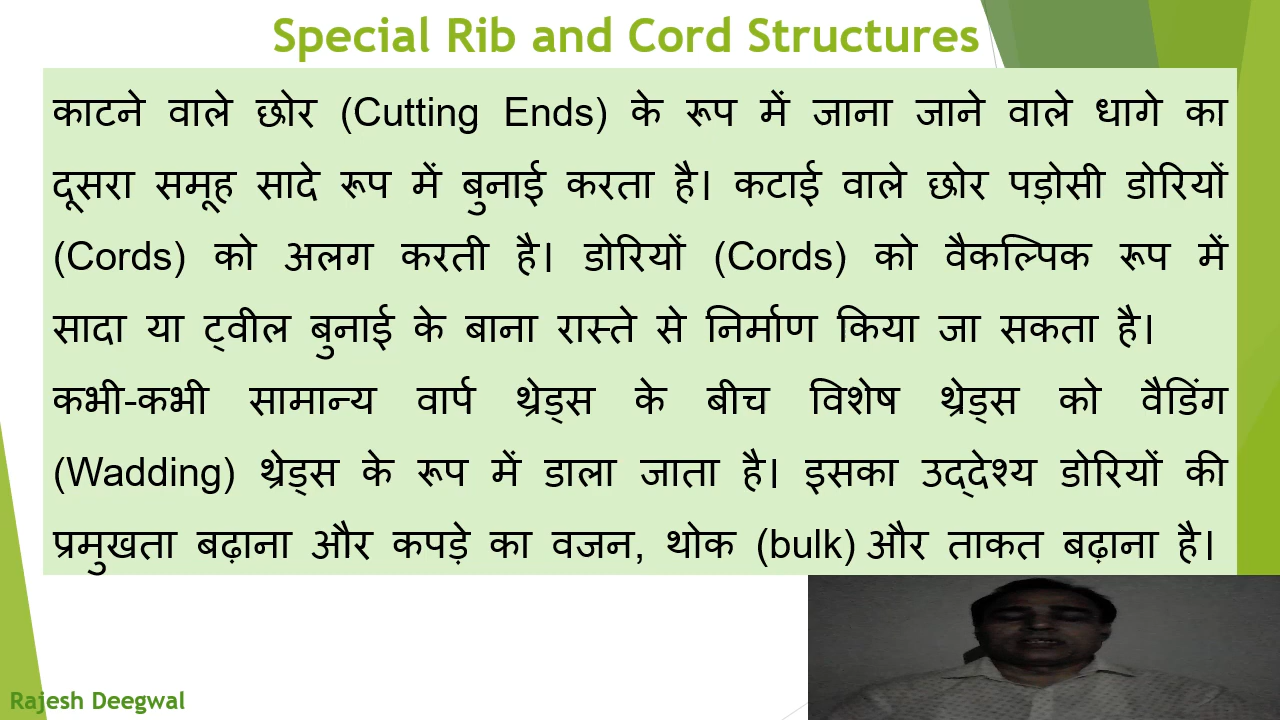 Special Rib and Cord Structures
काटने वाले छोर (Cutting Ends) के रूप में जाना जाने वाले धागे का
दूसरा समूह सादे रूप में बुनाई करता है। कटाई वाले छोर पड़ोसी डोरियों
(Cords) को अलग करती है। डोरियों (Cords) को वैकल्पिक रूप में
सादा या ट्वील बुनाई के बाना रास्ते से निर्माण किया जा सकता है।
कभी-कभी सामान्य वार्प थ्रेड्स के बीच विशेष थ्रेड्स को वैडिंग
(Wadding) थ्रेड्स के रूप में डाला जाता है। इसका उद्देश्य डोरियों की
प्रमुखता बढ़ाना और कपड़े का वजन, थोक (bulk) और ताकत बढ़ाना है।
Rajesh Deegwal